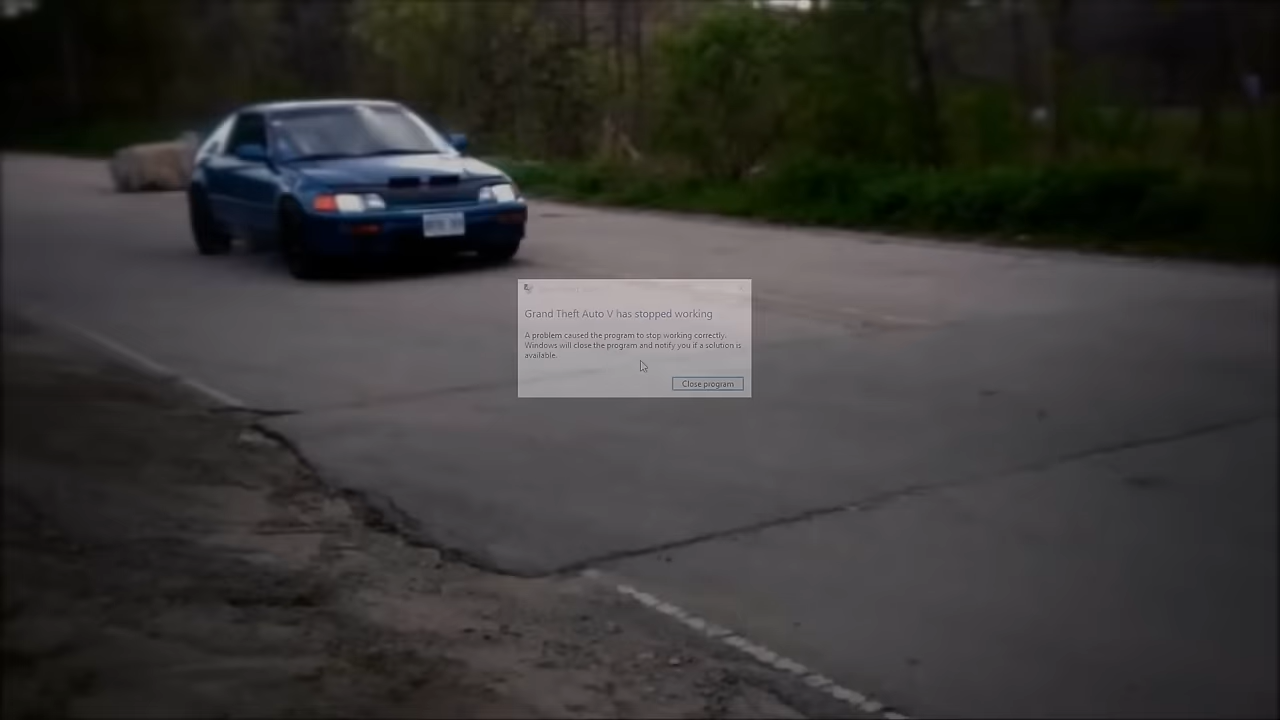 Grand Theft Auto V has stopped working
A problem caused the program to stop working correctly.
Windows will close the program and notify you if a solution is
available.
Close program